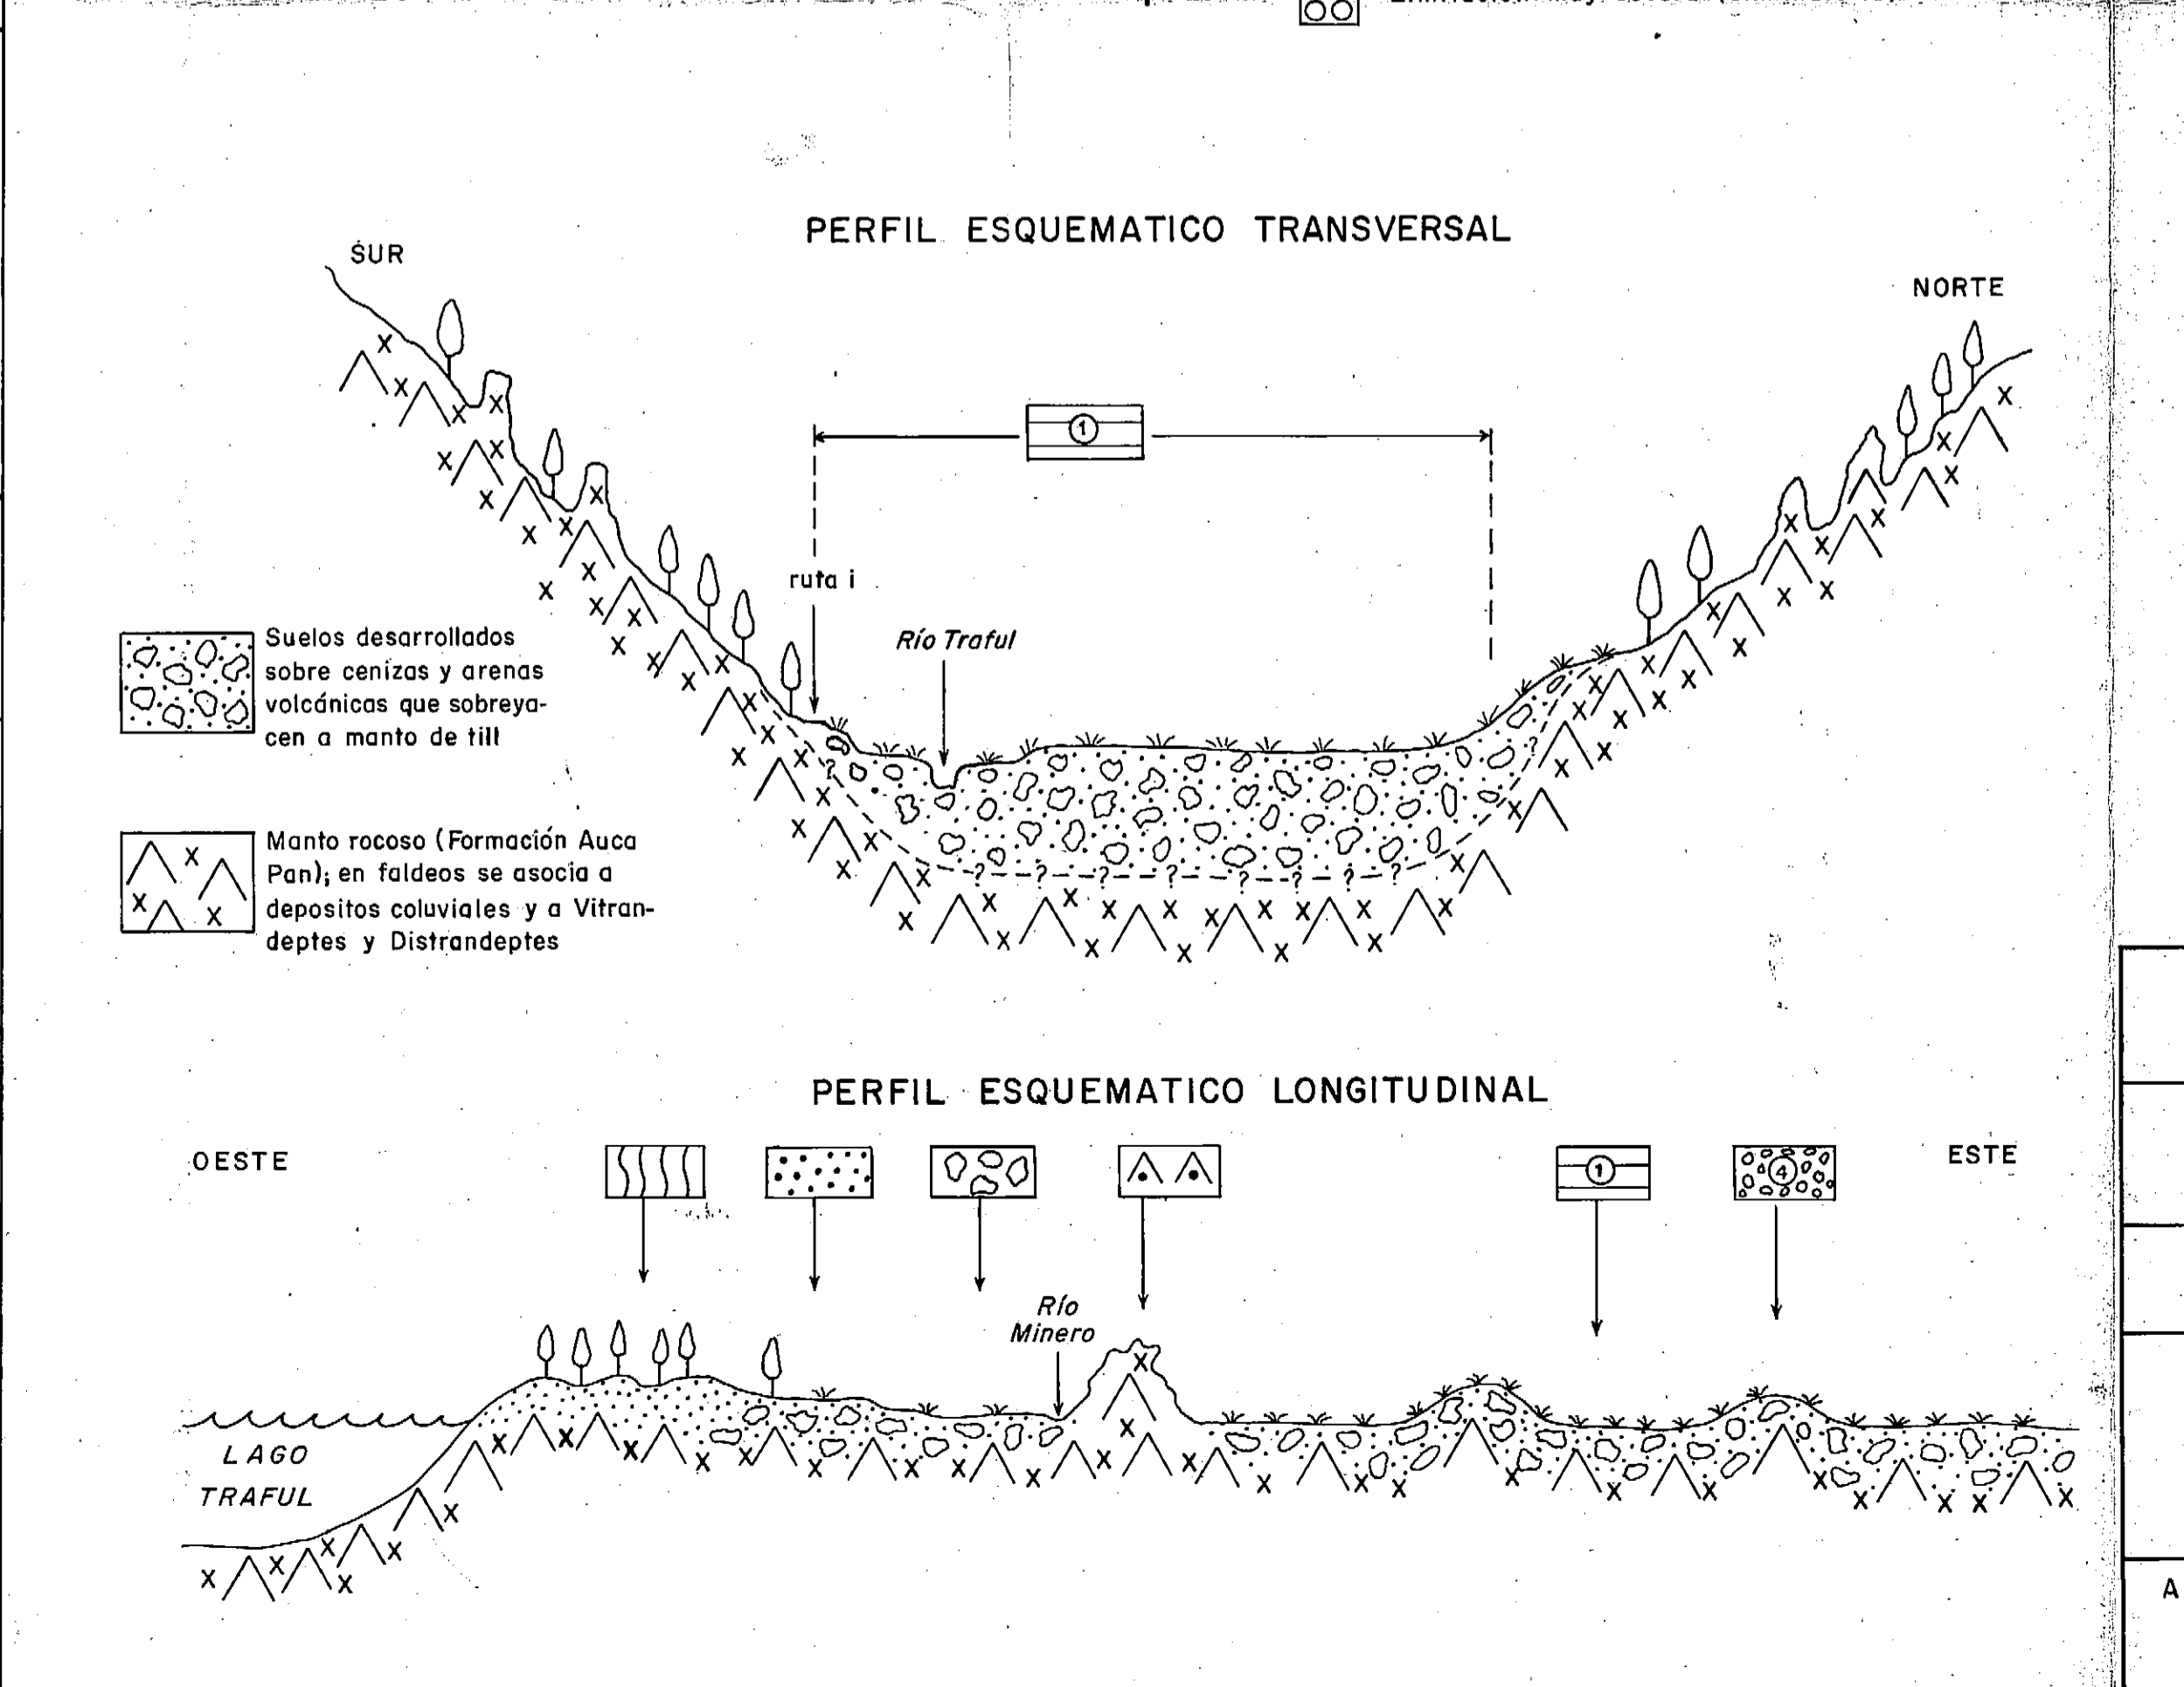 PERFIL ESQUEMATICO TRANSVERSAL
SUR
NORTE
1
ruta i
Río Traful
Suelos desarrollados
sobre cenizas y arenas
volcánicas que sobreya-
cen a manto de till
Manto rocoso (Formación Auca
Pan); en faldeos se asocia a
depositos coluviales y a Vitran-
deptes y Distrandeptes
? ? ? ? ? ? ? ? ? ?
PERFIL ESQUEMATICO LONGITUDINAL
OESTE
ESTE
1
4
Río
Minero
LAGO
TRAFUL
A